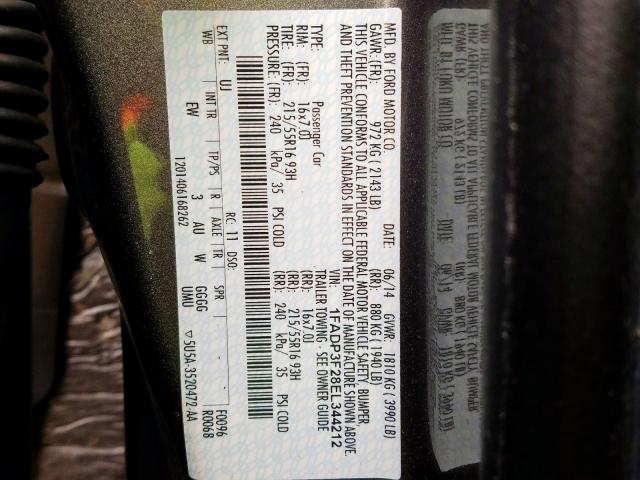 MFD. BY FORD MOTOR CO.
DATE: 06/14 GVWR: 1810 KG (3990 LB)
GAWR: (FR): 972 KG (2143 LB) (RR): 880 KG (1940 LB)
THIS VEHICLE CONFORMS TO ALL APPLICABLE FEDERAL MOTOR VEHICLE SAFETY, BUMPER,
AND THEFT PREVENTION STANDARDS IN EFFECT ON THE DATE OF MANUFACTURE SHOWN ABOVE.
VIN: 1FADP3F28EL344212
TYPE: Passenger Car TRAILER TOWING - SEE OWNER GUIDE
RIM: (FR): 16x7.0J (RR): 16x7.0J
TIRE: (FR): 215/55R16 93H (RR): 215/55R16 93H
PRESSURE: (FR): 240 kPa/ 35 PSI COLD (RR): 240 kPa/ 35 PSI COLD
RC: 11 DSO:
EXT PNT: UJ F0096
R0068
WB INT TR TP/PS R AXLE TR SPR
EW 3 AU W GGGG
UMU
1201406168262 ▽ 5U5A-3520472-AA